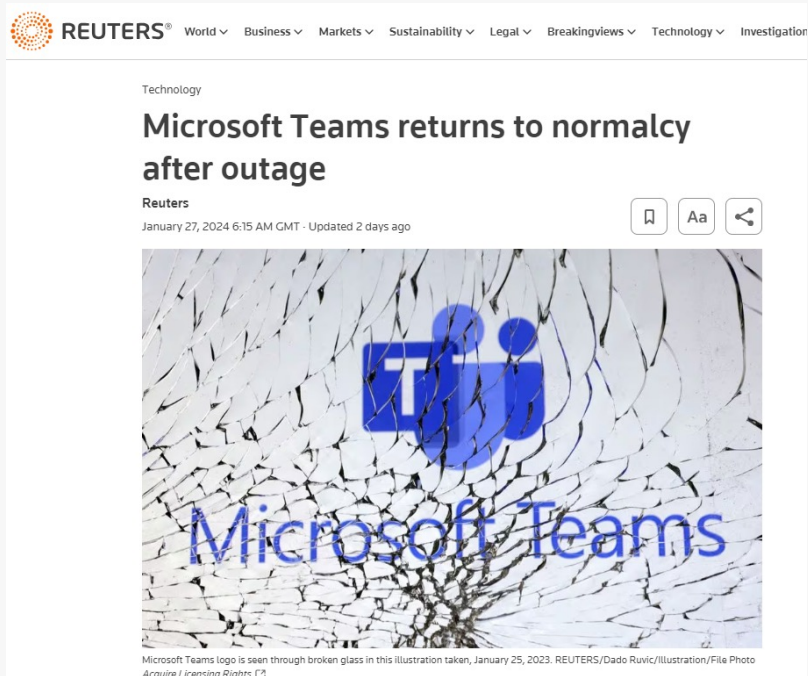 REUTERS®
World Business Markets Sustainability Legal Breakingviews Technology Investigation
Technology
Microsoft Teams returns to normalcy
after outage
Reuters
January 27, 2024 6:15 AM GMT · Updated 2 days ago
Aa
T
Microsoft Teams
Microsoft Teams logo is seen through broken glass in this illustration taken, January 25, 2023. REUTERS/Dado Ruvic/Illustration/File Photo
Acquire Licensing Rights